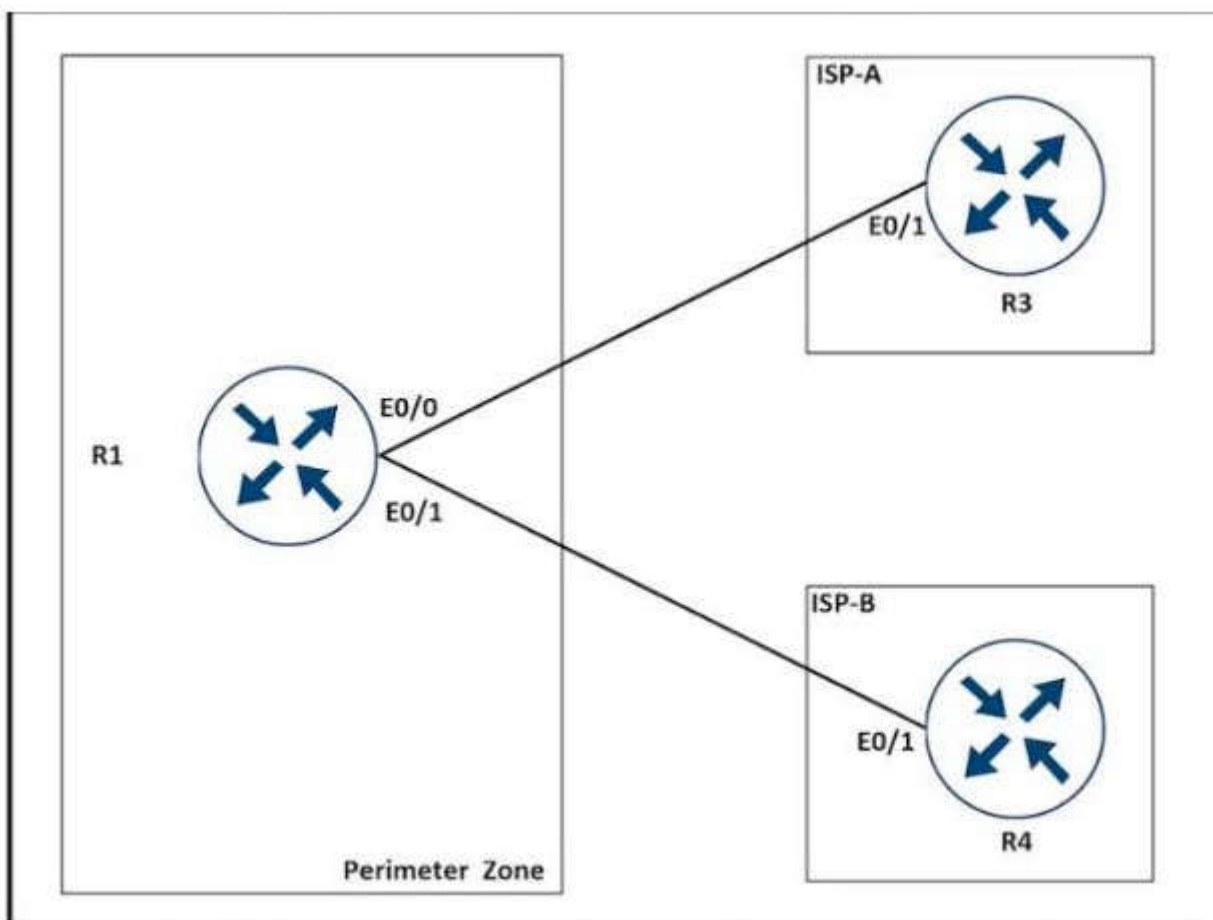 ISP-A
E0/1
R3
E0/0
R1
E0/1
ISP-B
E0/1
R4
Perimeter Zone